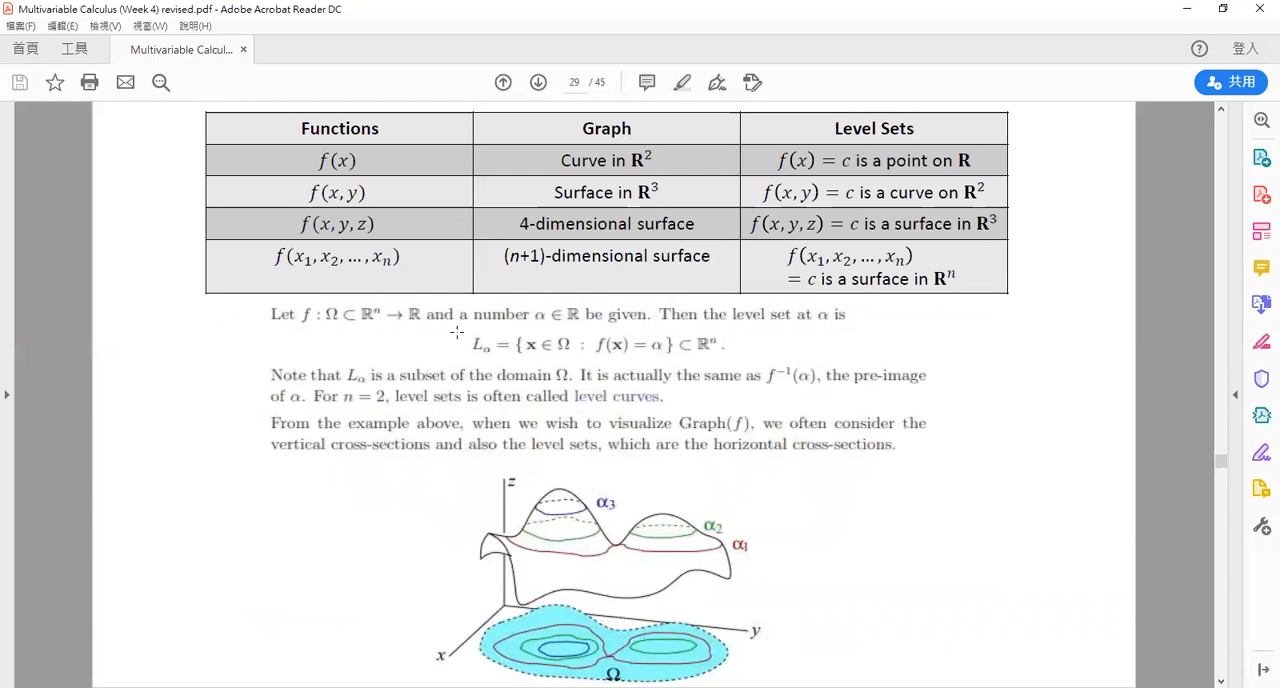 Multivariable Calculus (Week 4) revised.pdf - Adobe Acrobat Reader DC
檔案(F) 編輯(E) 檢視(V) 視窗(W) 說明(H)
首頁 工具 Multivariable Calcul... × 登入
29 / 45 共用
Functions Graph Level Sets
f(x) Curve in R² f(x) = c is a point on R
f(x, y) Surface in R³ f(x, y) = c is a curve on R²
f(x, y, z) 4-dimensional surface f(x, y, z) = c is a surface in R³
f(x₁, x₂, ..., xₙ) (n+1)-dimensional surface f(x₁, x₂, ..., xₙ)
= c is a surface in Rⁿ
Let f : Ω ⊂ ℝⁿ → ℝ and a number α ∈ ℝ be given. Then the level set at α is
L_α = { x ∈ Ω : f(x) = α } ⊂ ℝⁿ .
Note that L_α is a subset of the domain Ω. It is actually the same as f⁻¹(α), the pre-image
of α. For n = 2, level sets is often called level curves.
From the example above, when we wish to visualize Graph(f), we often consider the
vertical cross-sections and also the level sets, which are the horizontal cross-sections.
z
α₃
α₂
α₁
y
x
Ω